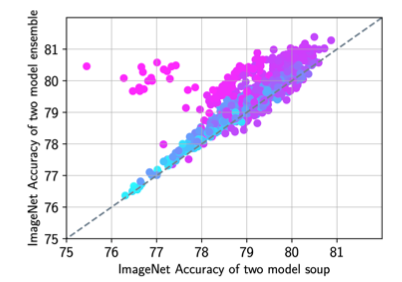 ImageNet Accuracy of two model ensemble
81
80
79
78
77
76
75
75 76 77 78 79 80 81
ImageNet Accuracy of two model soup